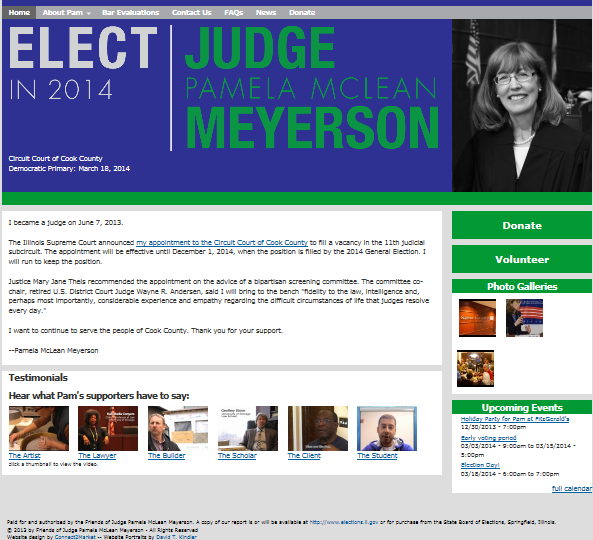 Home About Pam Bar Evaluations Contact Us FAQs News Donate
ELECT
IN 2014
JUDGE
PAMELA MCLEAN
MEYERSON
Circuit Court of Cook County
Democratic Primary: March 18, 2014
I became a judge on June 7, 2013.
The Illinois Supreme Court announced my appointment to the Circuit Court of Cook County to fill a vacancy in the 11th judicial
subcircuit. The appointment will be effective until December 1, 2014, when the position is filled by the 2014 General Election. I
will run to keep the position.
Justice Mary Jane Theis recommended the appointment on the advice of a bipartisan screening committee. The committee co-
chair, retired U.S. District Court Judge Wayne R. Andersen, said I will bring to the bench "fidelity to the law, intelligence and,
perhaps most importantly, considerable experience and empathy regarding the difficult circumstances of life that judges resolve
every day."
I want to continue to serve the people of Cook County. Thank you for your support.
--Pamela McLean Meyerson
Testimonials
Hear what Pam's supporters have to say:
Geoffrey Stone
The Artist The Lawyer The Builder The Scholar The Client The Student
click a thumbnail to view the video.
Donate
Volunteer
Photo Galleries
Upcoming Events
Holiday Party for Pam at FitzGerald's
12/30/2013 - 7:00pm
Early voting period
03/03/2014 - 9:00am to 03/15/2014 -
5:00pm
Election Day!
03/18/2014 - 6:00am to 7:00pm
full calendar
Paid for and authorized by the Friends of Judge Pamela McLean Meyerson. A copy of our report is or will be available at http://www.elections.il.gov or for purchase from the State Board of Elections, Springfield, Illinois.
© 2013 by Friends of Judge Pamela McLean Meyerson - All Rights Reserved
Website design by Connect2Market -- Website Portraits by David T. Kindler